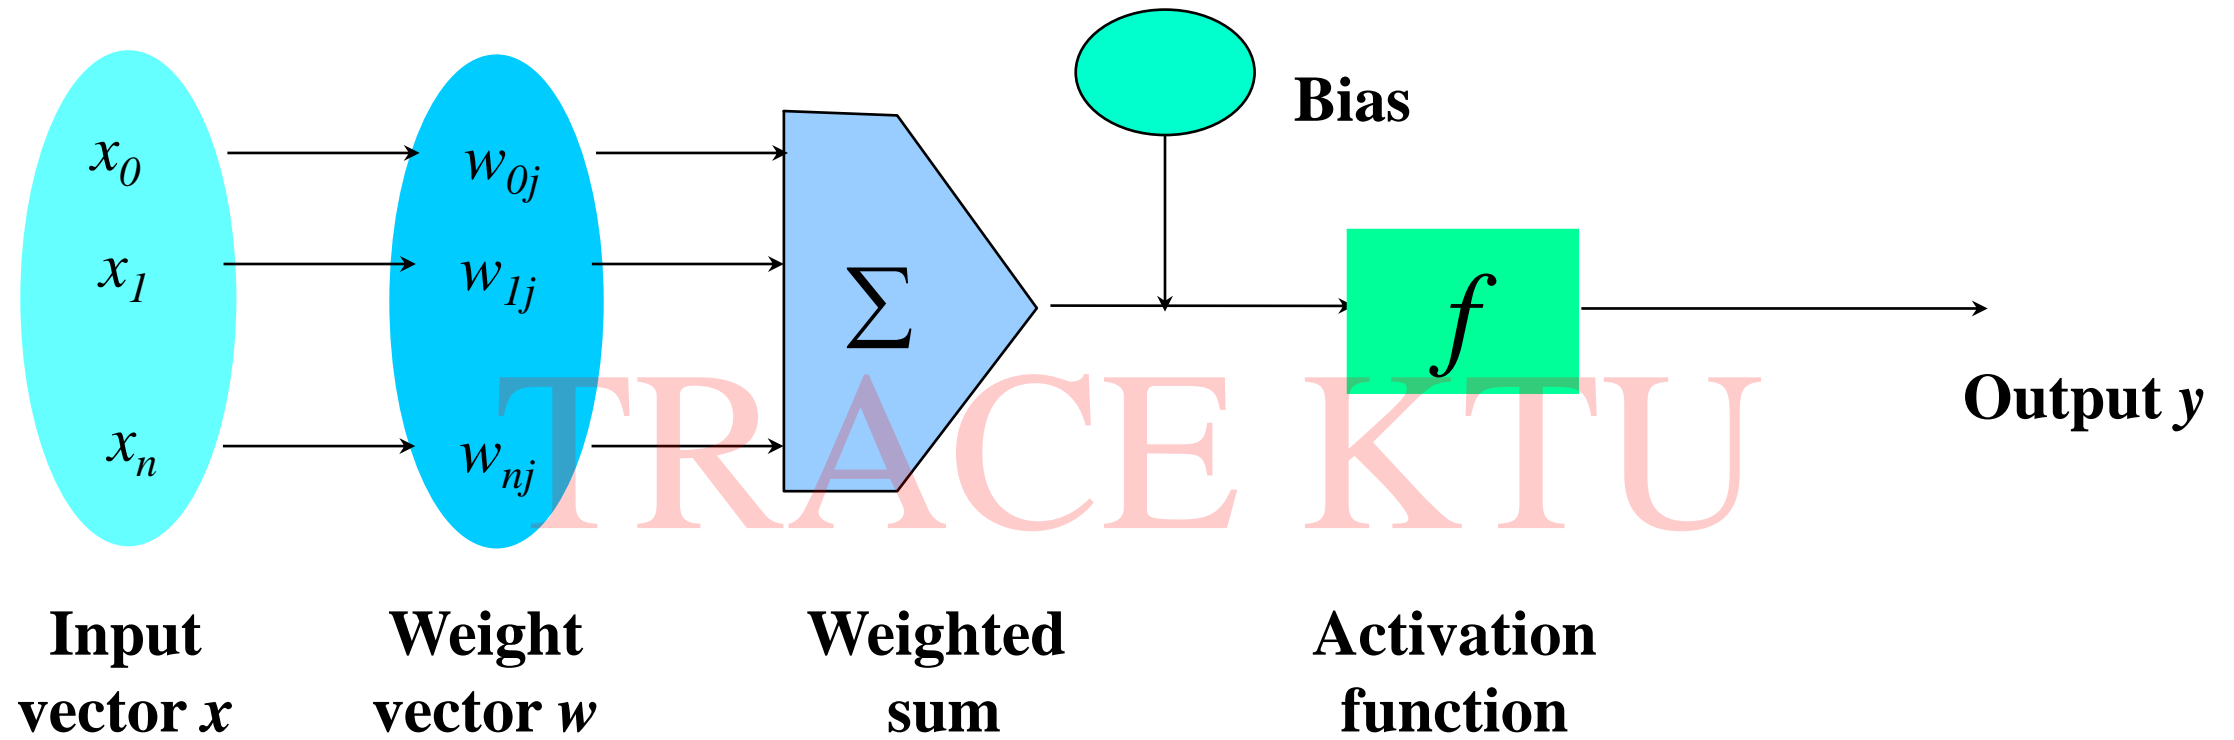 Bias
x0
w0j
x1
w1j
Σ
f
xn
wnj
Output y
TRACE KTU
Input
vector x
Weight
vector w
Weighted
sum
Activation
function